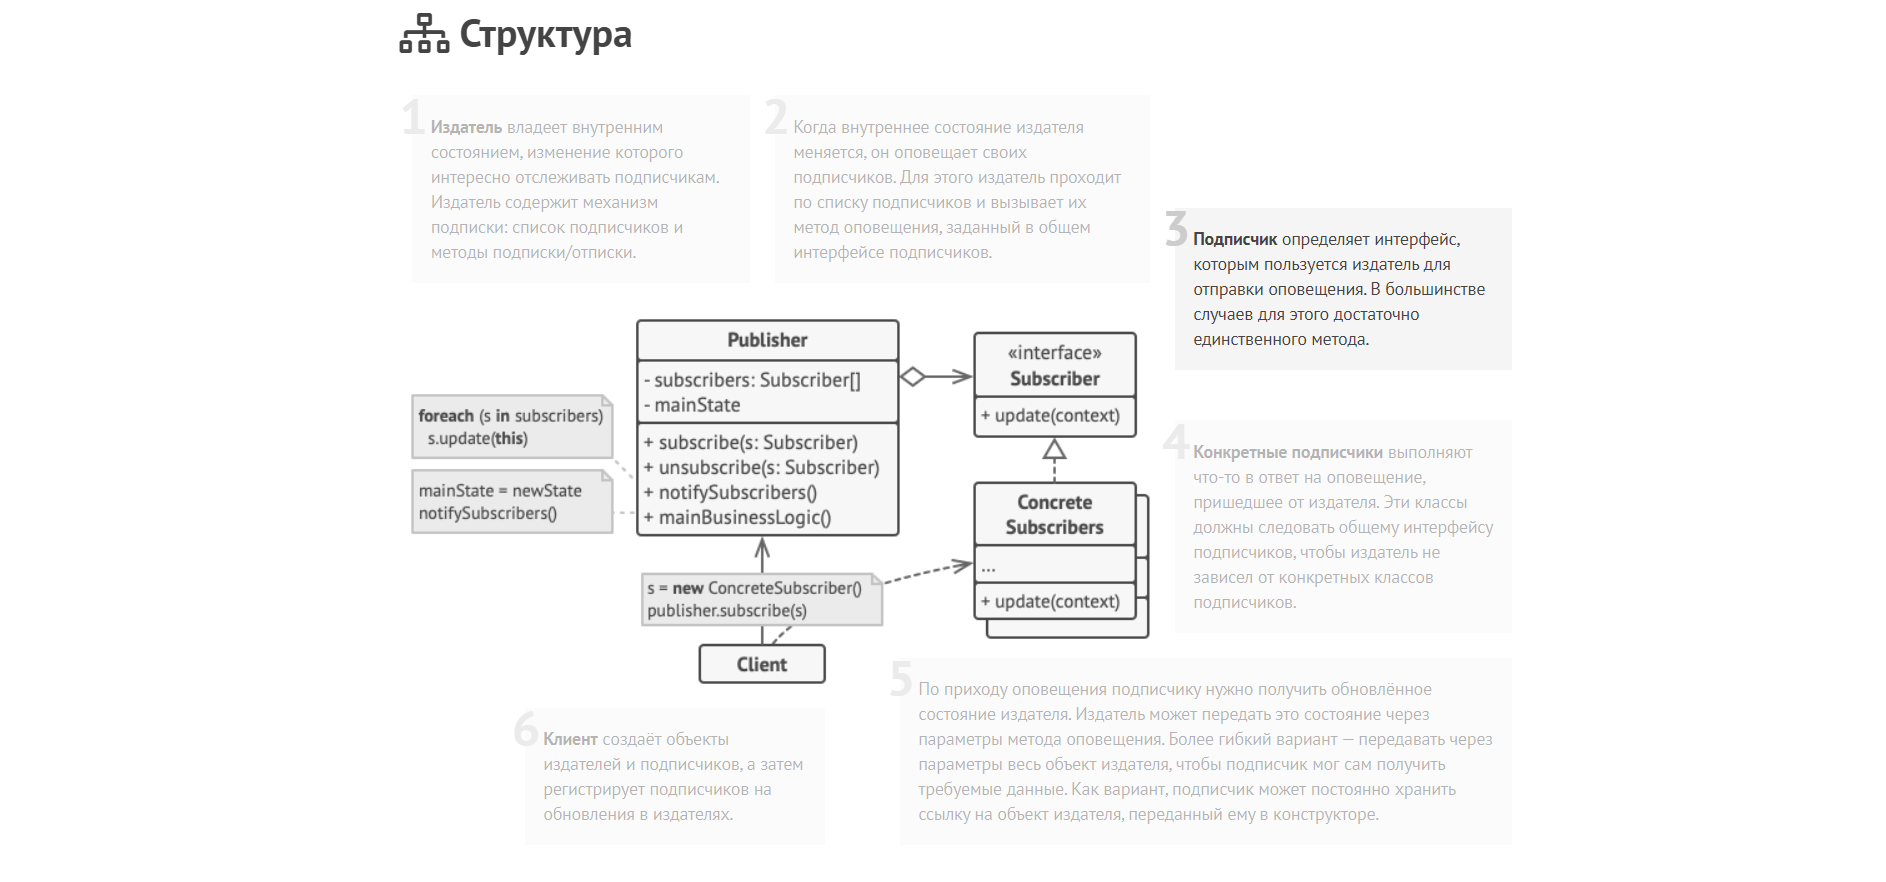 Структура
1
Издатель владеет внутренним
состоянием, изменение которого
интересно отслеживать подписчикам.
Издатель содержит механизм
подписки: список подписчиков и
методы подписки/отписки.
2
Когда внутреннее состояние издателя
меняется, он оповещает своих
подписчиков. Для этого издатель проходит
по списку подписчиков и вызывает их
метод оповещения, заданный в общем
интерфейсе подписчиков.
3
Подписчик определяет интерфейс,
которым пользуется издатель для
отправки оповещения. В большинстве
случаев для этого достаточно
единственного метода.
Publisher
- subscribers: Subscriber[]
- mainState
+ subscribe(s: Subscriber)
+ unsubscribe(s: Subscriber)
+ notifySubscribers()
+ mainBusinessLogic()
«interface»
Subscriber
+ update(context)
foreach (s in subscribers)
s.update(this)
mainState = newState
notifySubscribers()
Concrete
Subscribers
...
+ update(context)
4
Конкретные подписчики выполняют
что-то в ответ на оповещение,
пришедшее от издателя. Эти классы
должны следовать общему интерфейсу
подписчиков, чтобы издатель не
зависел от конкретных классов
подписчиков.
s = new ConcreteSubscriber()
publisher.subscribe(s)
Client
5
По приходу оповещения подписчику нужно получить обновлённое
состояние издателя. Издатель может передать это состояние через
параметры метода оповещения. Более гибкий вариант — передавать через
параметры весь объект издателя, чтобы подписчик мог сам получить
требуемые данные. Как вариант, подписчик может постоянно хранить
ссылку на объект издателя, переданный ему в конструкторе.
6
Клиент создаёт объекты
издателей и подписчиков, а затем
регистрирует подписчиков на
обновления в издателях.